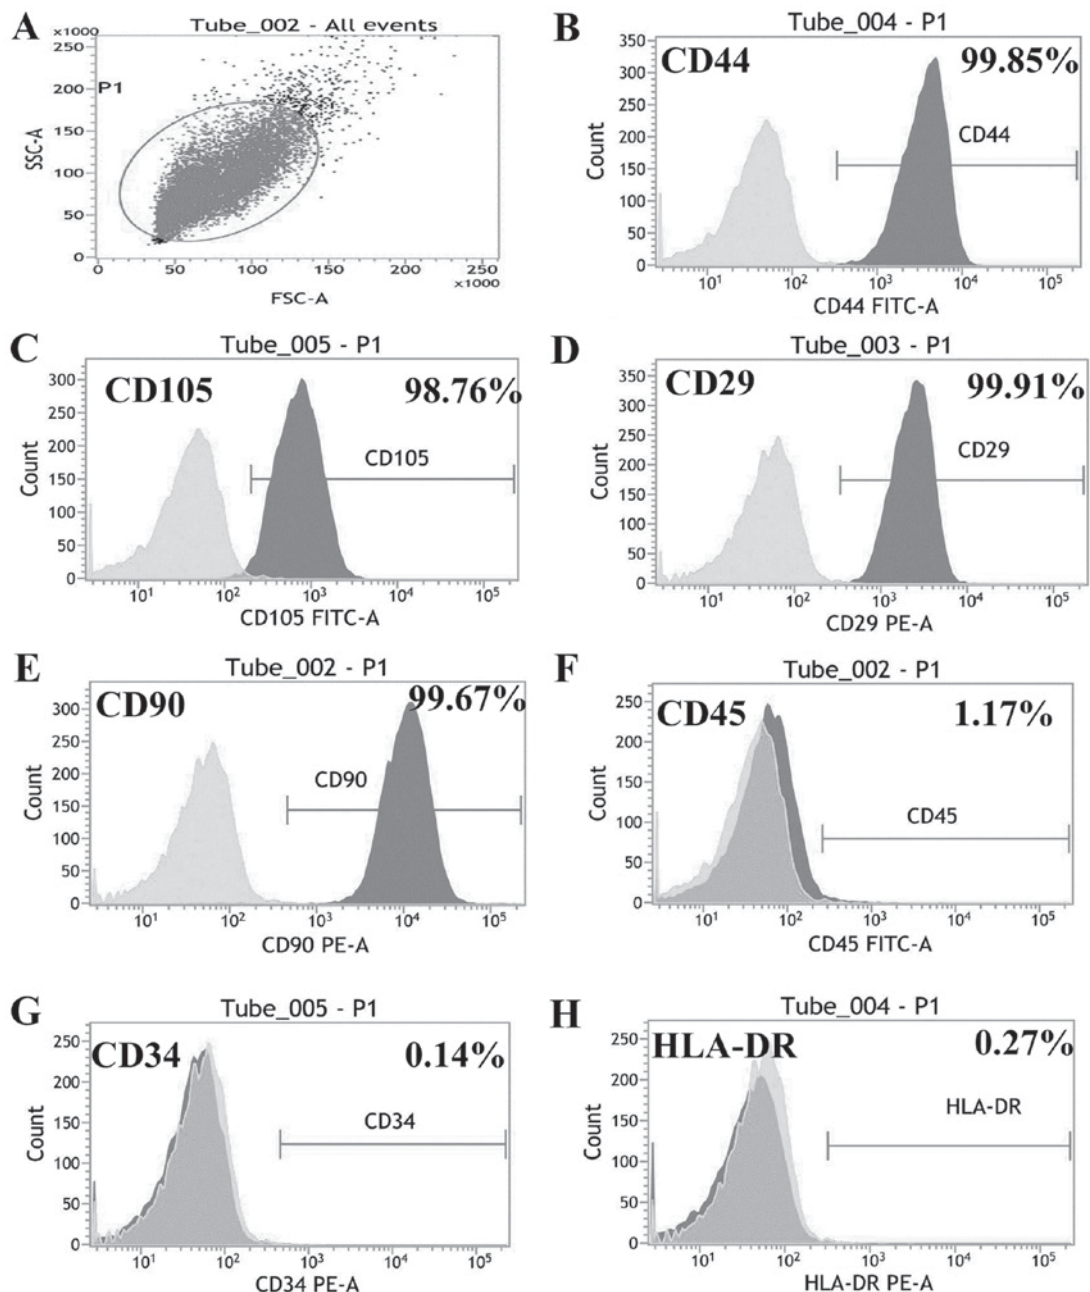 A
Tube_002 - All events
x1000
250
200
150
100
50
0
SSC-A
P1
0 50 100 150 200 250
x1000
FSC-A
B
Tube_004 - P1
CD44 99.85%
350
300
250
200
150
100
50
0
Count
CD44
10¹ 10² 10³ 10⁴ 10⁵
CD44 FITC-A
C
Tube_005 - P1
CD105 98.76%
300
250
200
150
100
50
0
Count
CD105
10¹ 10² 10³ 10⁴ 10⁵
CD105 FITC-A
D
Tube_003 - P1
CD29 99.91%
350
300
250
200
150
100
50
0
Count
CD29
10¹ 10² 10³ 10⁴ 10⁵
CD29 PE-A
E
Tube_002 - P1
CD90 99.67%
300
250
200
150
100
50
0
Count
CD90
10¹ 10² 10³ 10⁴ 10⁵
CD90 PE-A
F
Tube_002 - P1
CD45 1.17%
250
200
150
100
50
0
Count
CD45
10¹ 10² 10³ 10⁴ 10⁵
CD45 FITC-A
G
Tube_005 - P1
CD34 0.14%
250
200
150
100
50
0
Count
CD34
10¹ 10² 10³ 10⁴ 10⁵
CD34 PE-A
H
Tube_004 - P1
HLA-DR 0.27%
250
200
150
100
50
0
Count
HLA-DR
10¹ 10² 10³ 10⁴ 10⁵
HLA-DR PE-A